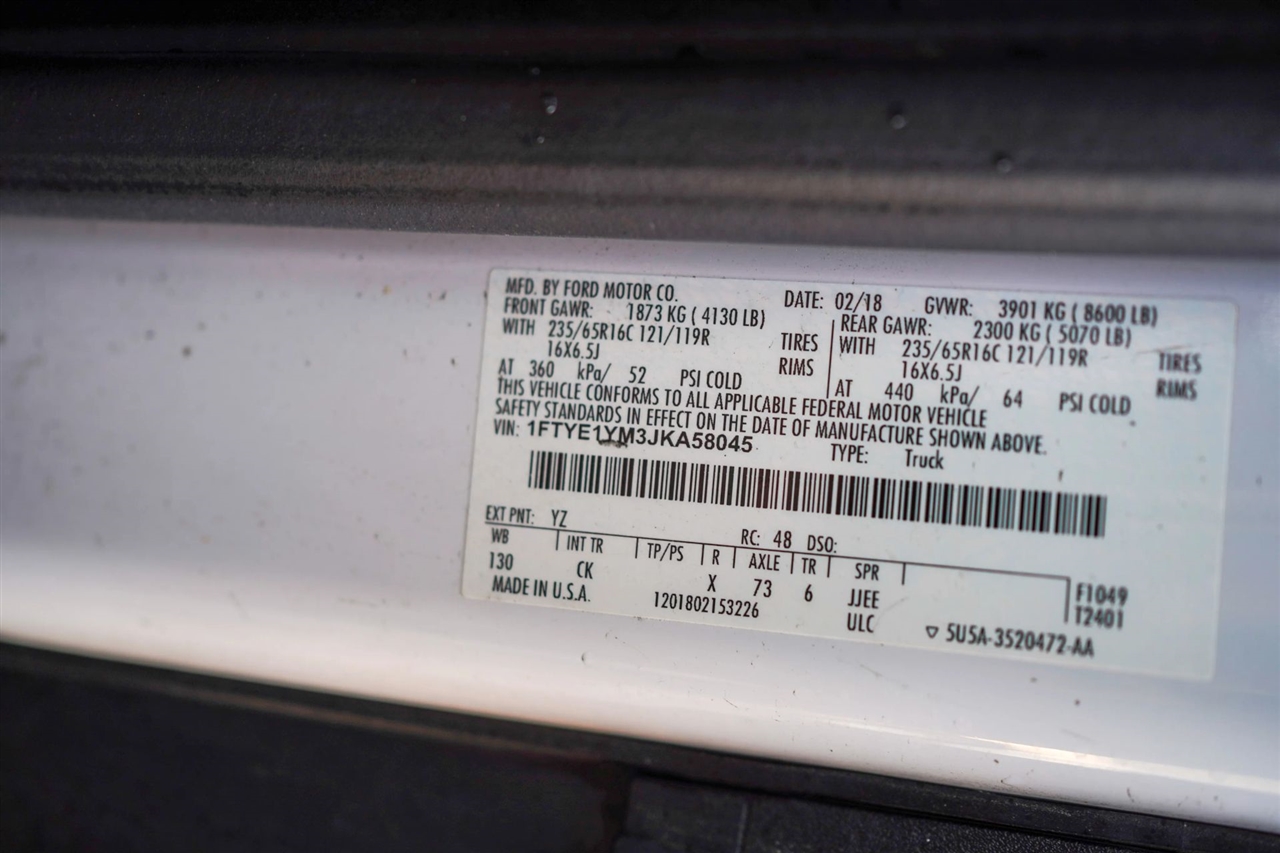 MFD. BY FORD MOTOR CO. DATE: 02/18 GVWR: 3901 KG ( 8600 LB)
FRONT GAWR: 1873 KG ( 4130 LB) REAR GAWR: 2300 KG ( 5070 LB)
WITH 235/65R16C 121/119R TIRES WITH 235/65R16C 121/119R TIRES
16X6.5J RIMS 16X6.5J RIMS
AT 360 kPa/ 52 PSI COLD AT 440 kPa/ 64 PSI COLD
THIS VEHICLE CONFORMS TO ALL APPLICABLE FEDERAL MOTOR VEHICLE
SAFETY STANDARDS IN EFFECT ON THE DATE OF MANUFACTURE SHOWN ABOVE.
VIN: 1FTYE1YM3JKA58045 TYPE: Truck
EXT PNT: YZ RC: 48 DSO:
WB INT TR TP/PS R AXLE TR SPR
130 CK X 73 6 JJEE F1049
MADE IN U.S.A. 1201802153226 ULC T2401
5U5A-3520472-AA